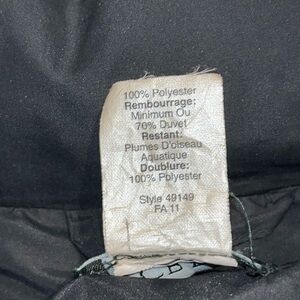 100% Polyester
Rembourrage:
Minimum Ou
70% Duvet
Restant:
Plumes D'oiseau
Aquatique
Doublure:
100% Polyester
Style 49149
FA 11